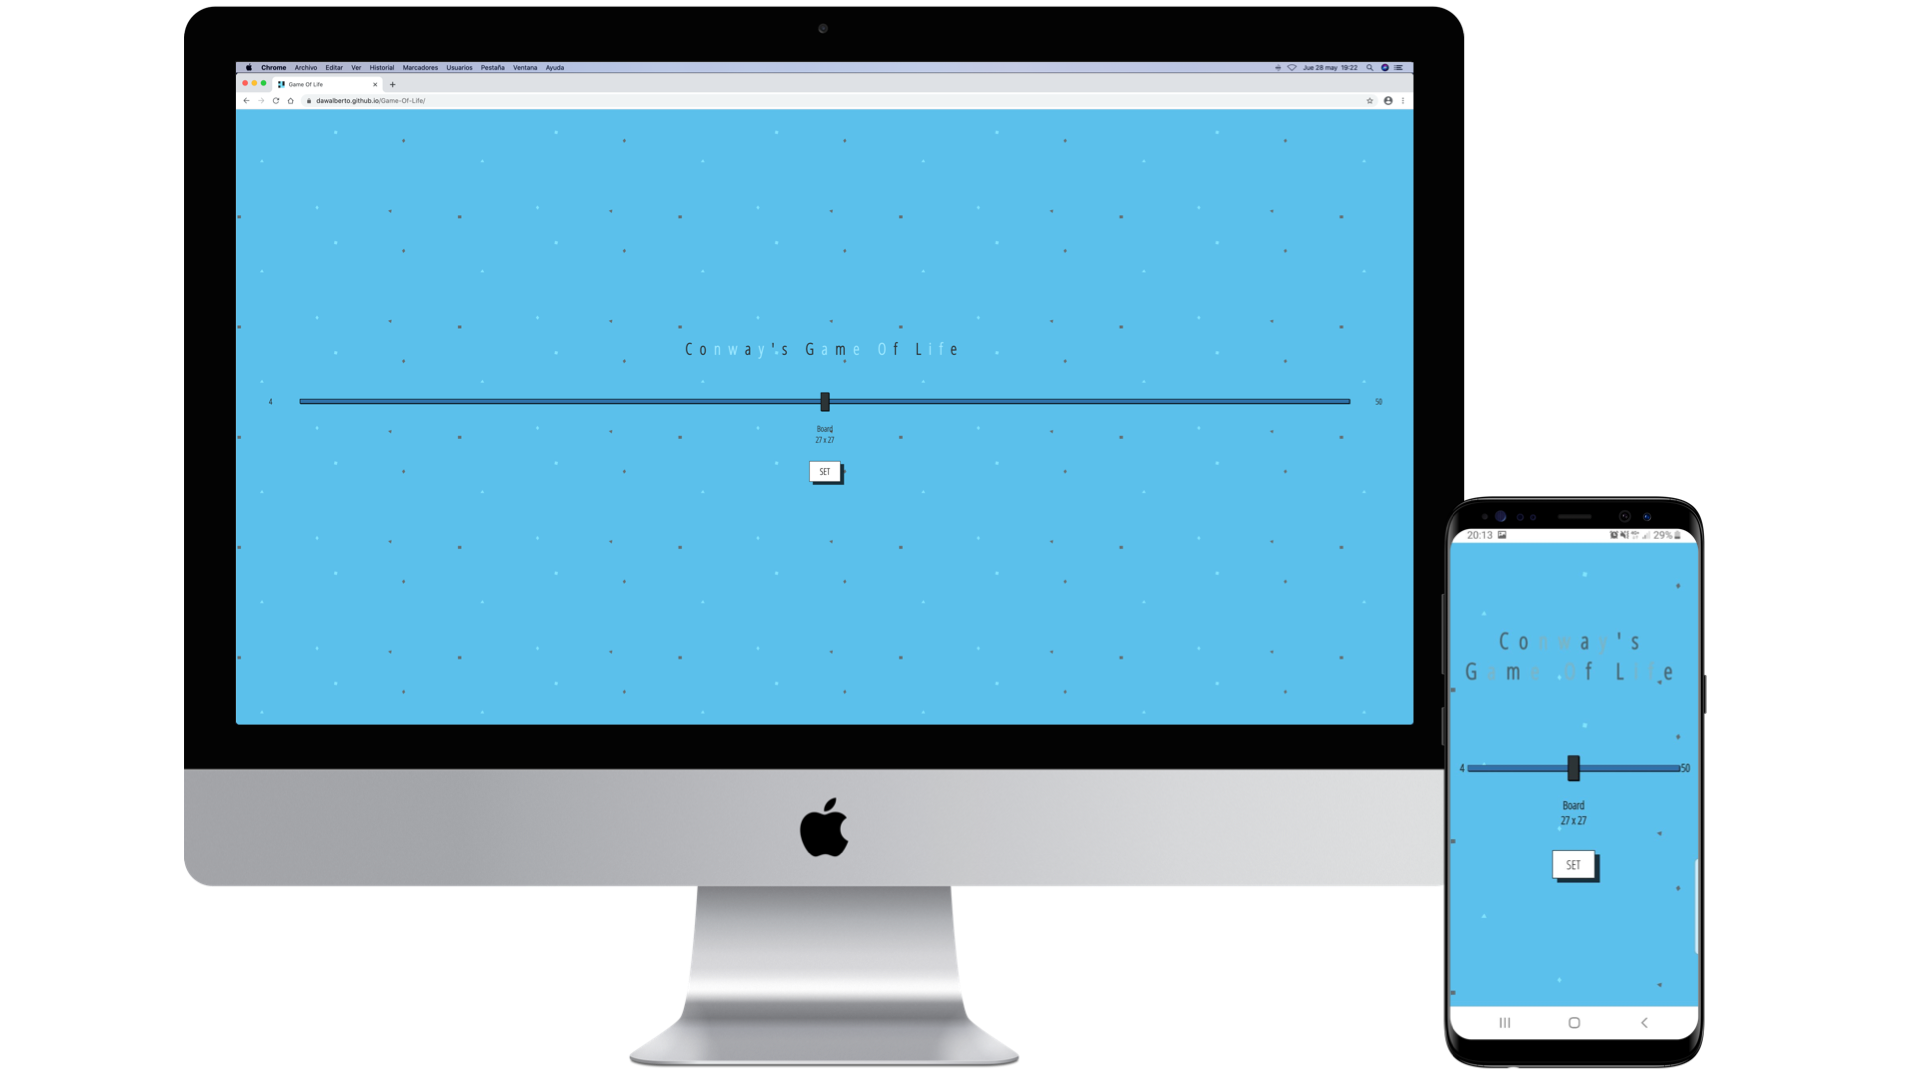 Chrome Archivo Editar Ver Historial Marcadores Usuarios Pestaña Ventana Ayuda
Jue 28 may 19:22
Game Of Life
dawalberto.github.io/Game-Of-Life/
Conway's Game Of Life
4
50
Board
27 x 27
SET
20:13
29%
Conway's
Game Of Life
4
50
Board
27 x 27
SET